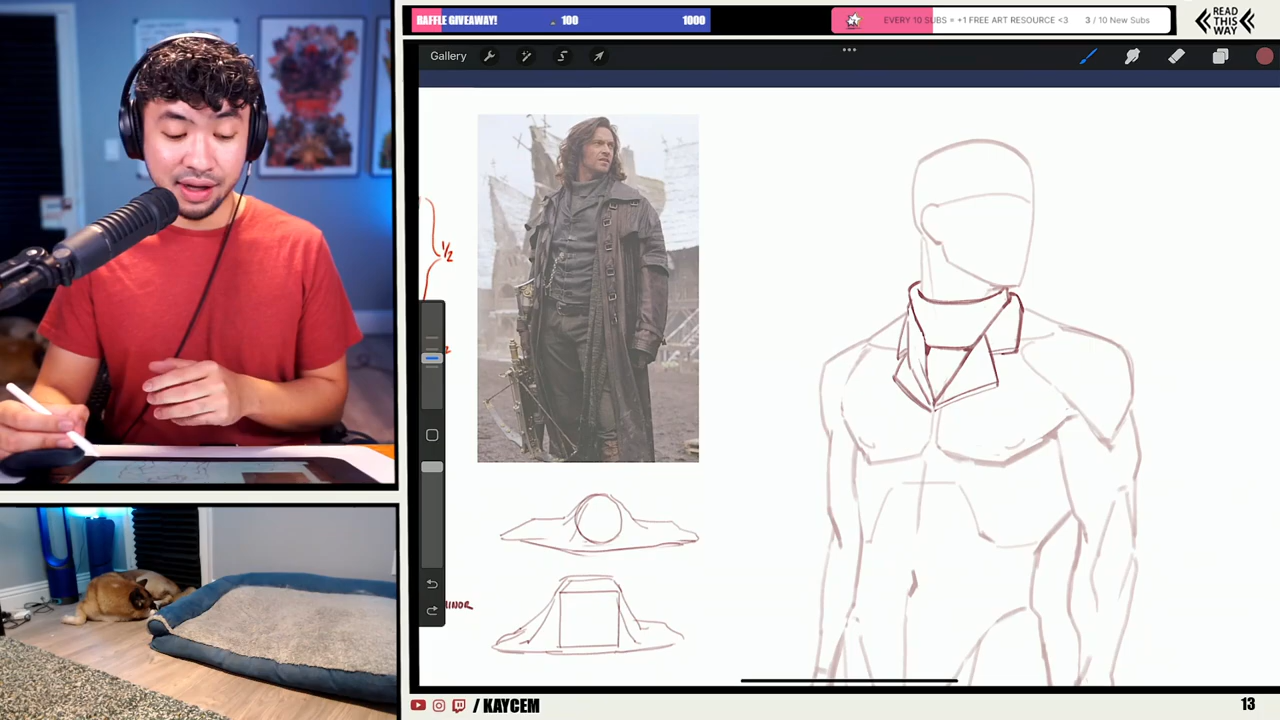 RAFFLE GIVEAWAY! 100 1000
EVERY 10 SUBS = +1 FREE ART RESOURCE <3 3 / 10 New Subs
READ
THIS
WAY
Gallery
1/2
/ KAYCEM
13